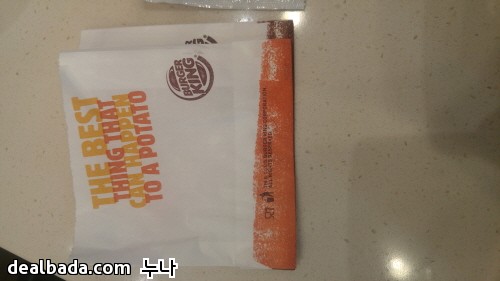 THE BEST
THING THAT
CAN HAPPEN
TO A POTATO
BURGER
KING
dealbada.com 누나